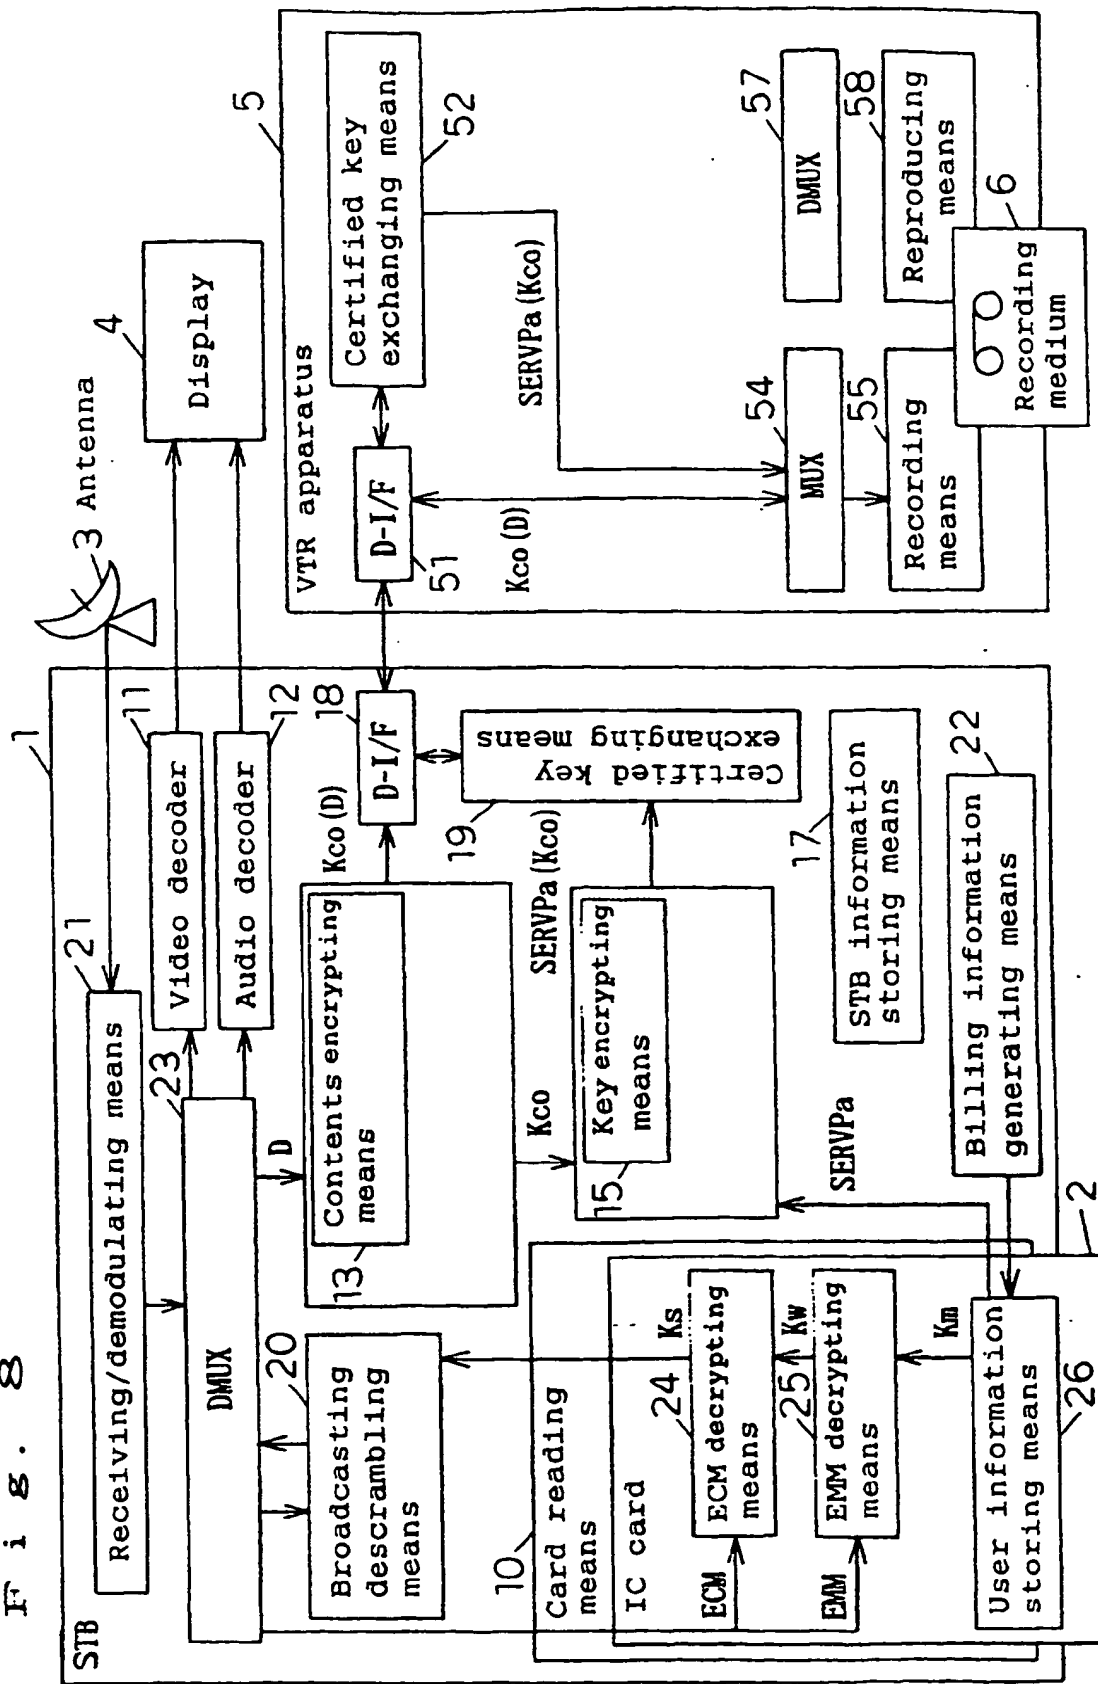 Fig. 8
STB
1
Receiving/demodulating means
21
3 Antenna
DMUX
23
Video decoder
11
Audio decoder
12
4
Display
Broadcasting
descrambling
means
20
D
Contents encrypting
means
13
Kco(D)
D-I/F
18
Certified key
exchanging means
19
Kco
SERVPa(Kco)
Key encrypting
means
15
STB information
storing means
17
SERVPa
Billing information
generating means
22
10
Card reading
means
IC card
2
ECM
Ks
ECM decrypting
means
24
Kw
EMM
EMM decrypting
means
25
Km
User information
storing means
26
5
VTR apparatus
D-I/F
51
Certified key
exchanging means
52
Kco(D)
SERVPa(Kco)
MUX
54
DMUX
57
Recording
means
55
Reproducing
means
58
Recording
medium
6